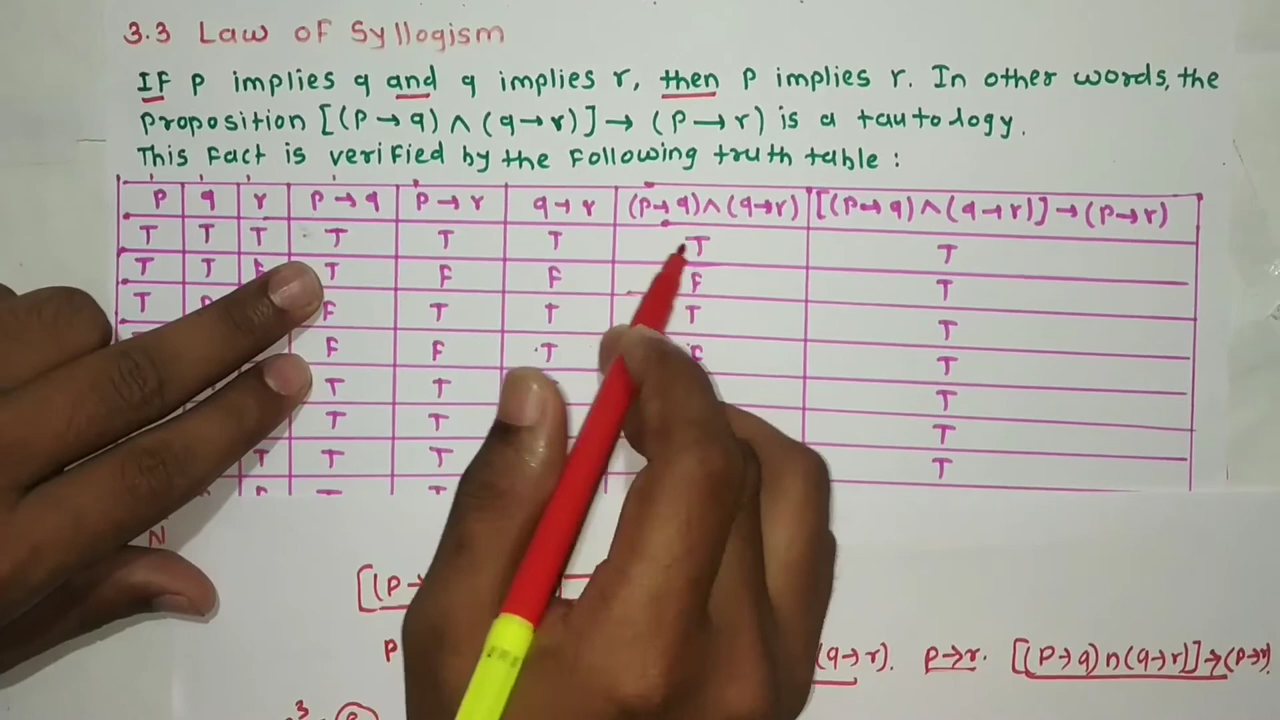 3.3 Law of Syllogism
IF p implies q and q implies r, then p implies r. In other words, the
proposition [(p→q)∧(q→r)]→(p→r) is a tautology.
This fact is verified by the following truth table :
p q r p→q p→r q→r (p→q)∧(q→r) [(p→q)∧(q→r)]→(p→r)
T T T T T T T T
T T F T F F F T
T F T T T T
F F T F T
T T T
T T T
T T T T
N
[(p→
p (q→r). p→r. [(p→q)n(q→r)]→(p→r)
3